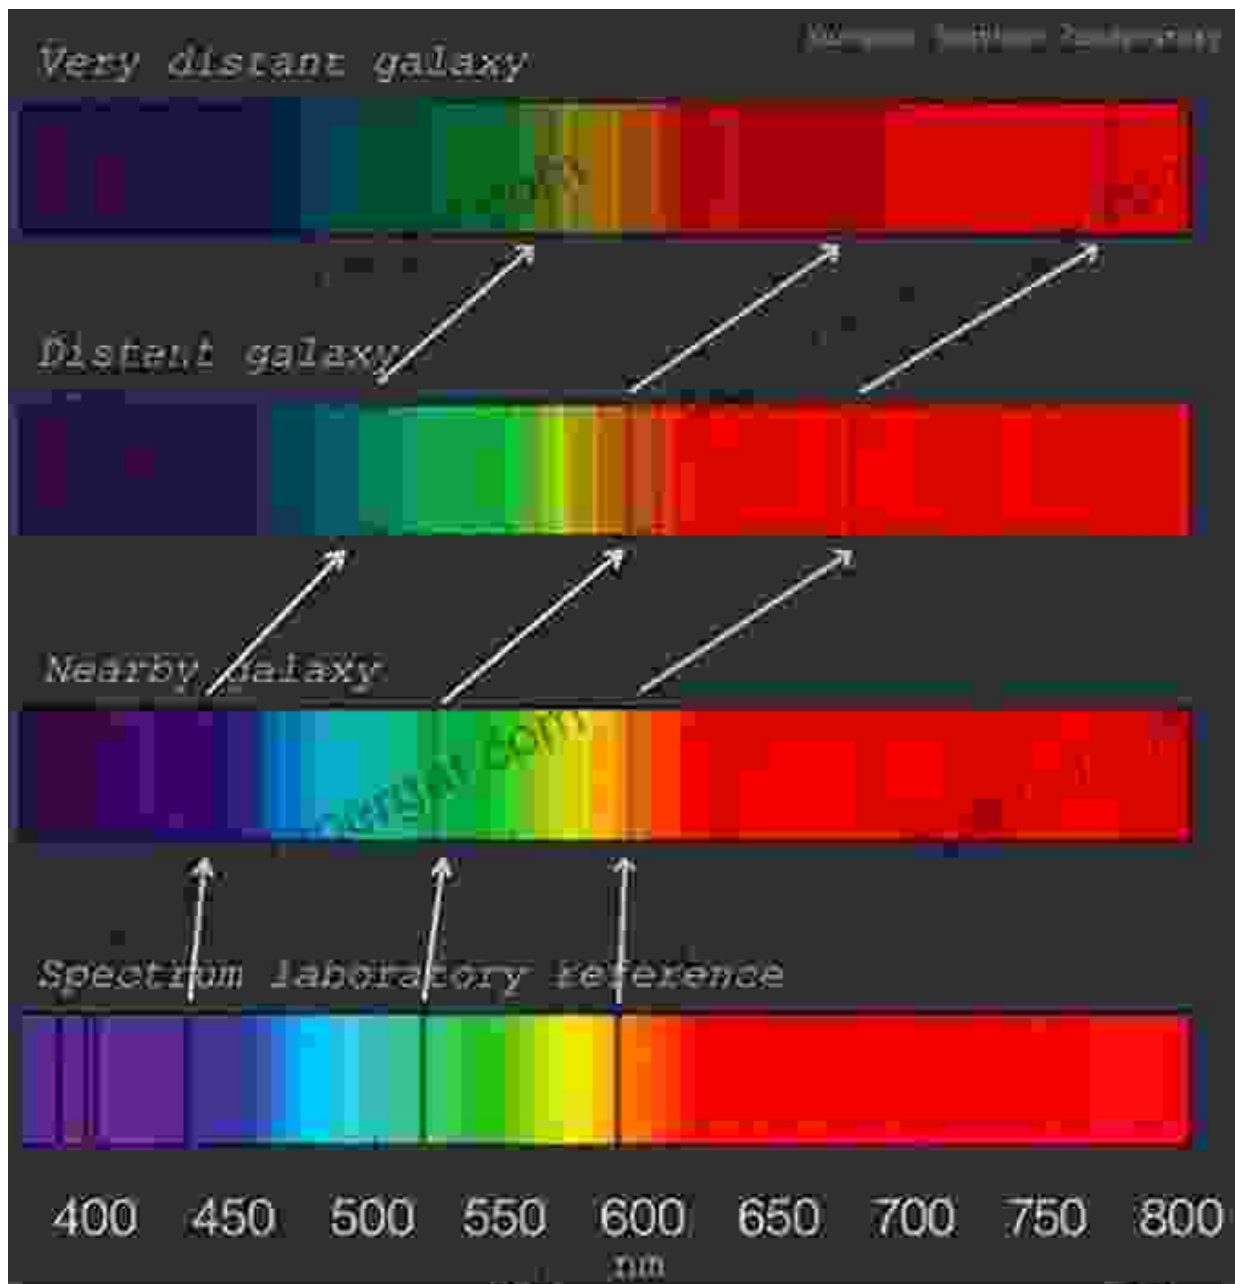 Very distant galaxy
Distant galaxy
Nearby galaxy
Spectrum laboratory reference
400 450 500 550 600 650 700 750 800
nm